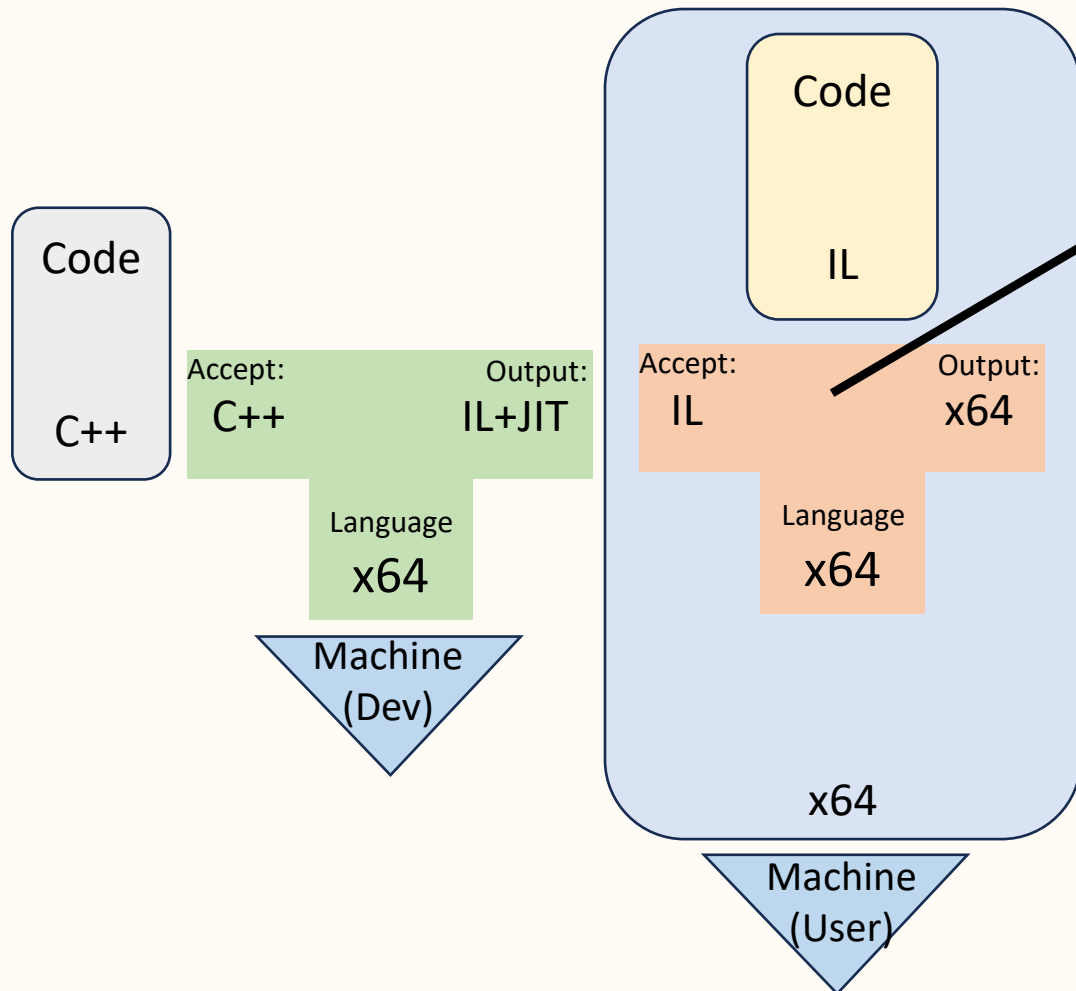 Code
C++
Accept:
C++
Output:
IL+JIT
Language
x64
Machine
(Dev)
Code
IL
Accept:
IL
Output:
x64
Language
x64
x64
Machine
(User)